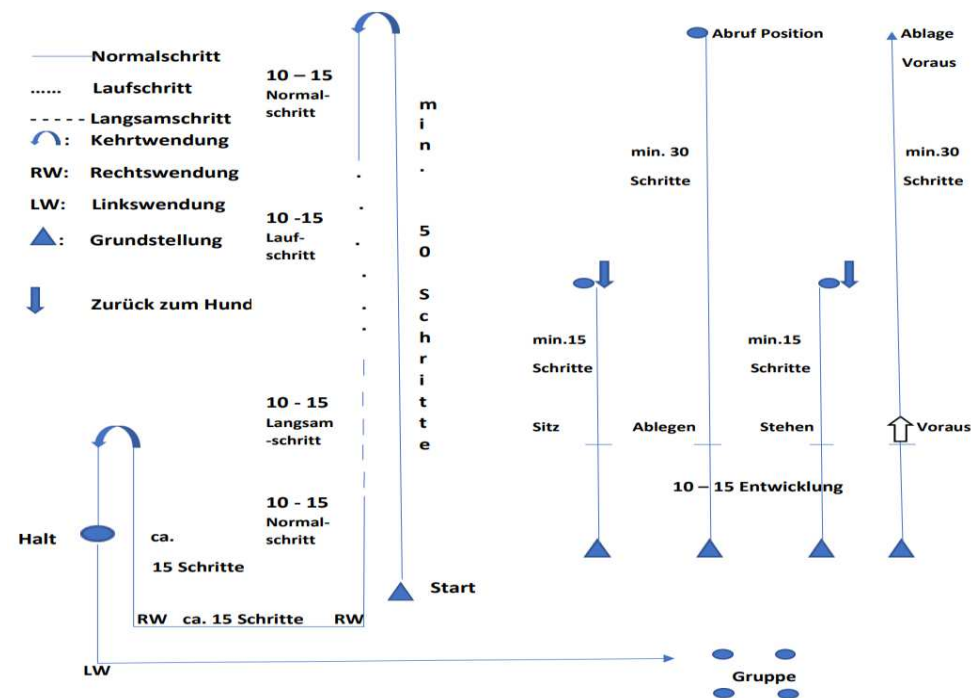 Normalschritt
...... Laufschritt
- - - - - - Langsamschritt
: Kehrtwendung
RW: Rechtswendung
LW: Linkswendung
: Grundstellung
Zurück zum Hund
10 – 15
Normal-
schritt
10 -15
Lauf-
schritt
10 - 15
Langsam
-schritt
10 - 15
Normal-
schritt
min. 50 Schritte
Start
Halt
ca.
15 Schritte
RW ca. 15 Schritte RW
LW
Gruppe
Abruf Position
Ablage
Voraus
min. 30
Schritte
min.30
Schritte
min.15
Schritte
min.15
Schritte
Sitz
Ablegen
Stehen
Voraus
10 – 15 Entwicklung